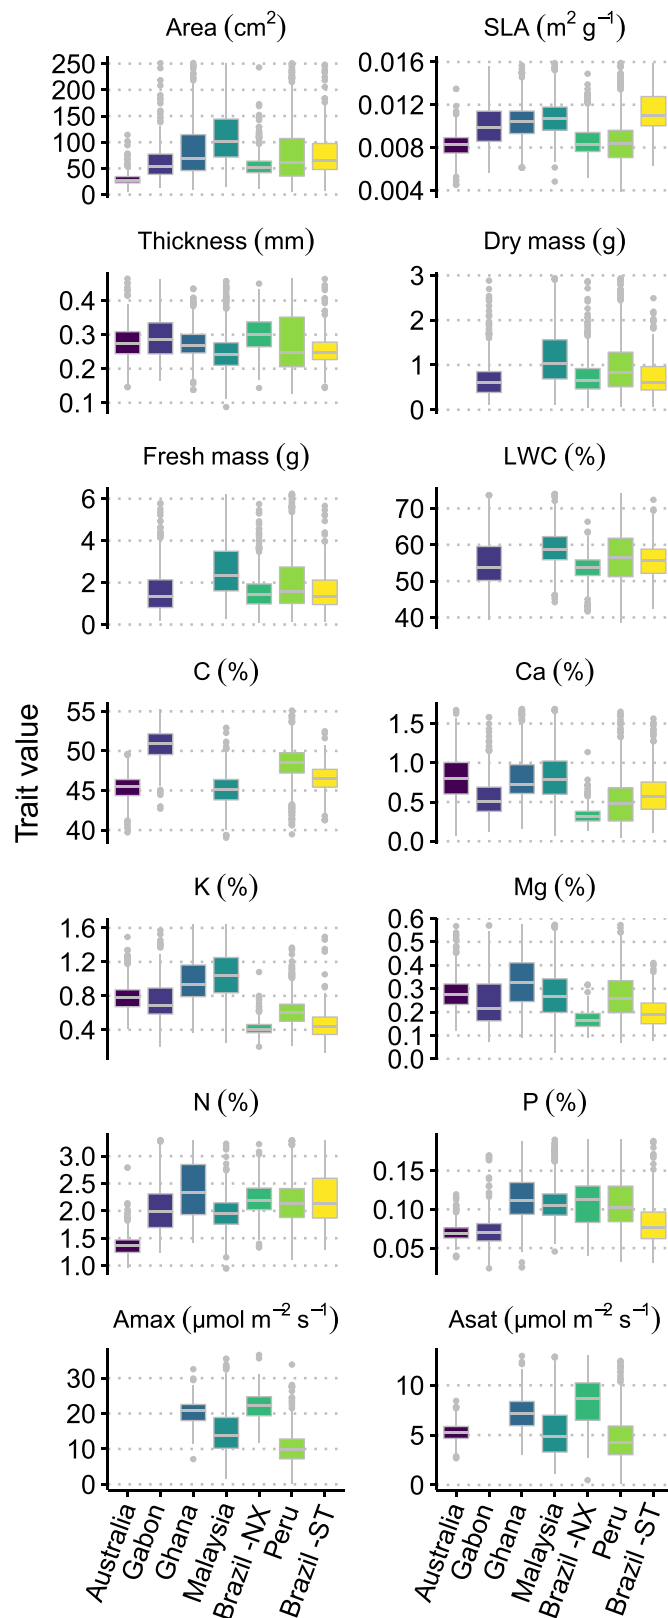 Area (cm²)
SLA (m² g⁻¹)
250
200
150
100
50
0
0.016
0.012
0.008
0.004
Thickness (mm)
Dry mass (g)
0.4
0.3
0.2
0.1
3
2
1
0
Fresh mass (g)
LWC (%)
6
4
2
0
70
60
50
40
C (%)
Ca (%)
55
50
45
40
1.5
1.0
0.5
0.0
Trait value
K (%)
Mg (%)
1.6
1.2
0.8
0.4
0.6
0.5
0.4
0.3
0.2
0.1
0.0
N (%)
P (%)
3.0
2.5
2.0
1.5
1.0
0.15
0.10
0.05
Amax (μmol m⁻² s⁻¹)
Asat (μmol m⁻² s⁻¹)
30
20
10
0
10
5
0
Australia
Gabon
Ghana
Malaysia
Brazil -NX
Peru
Brazil -ST
Australia
Gabon
Ghana
Malaysia
Brazil -NX
Peru
Brazil -ST